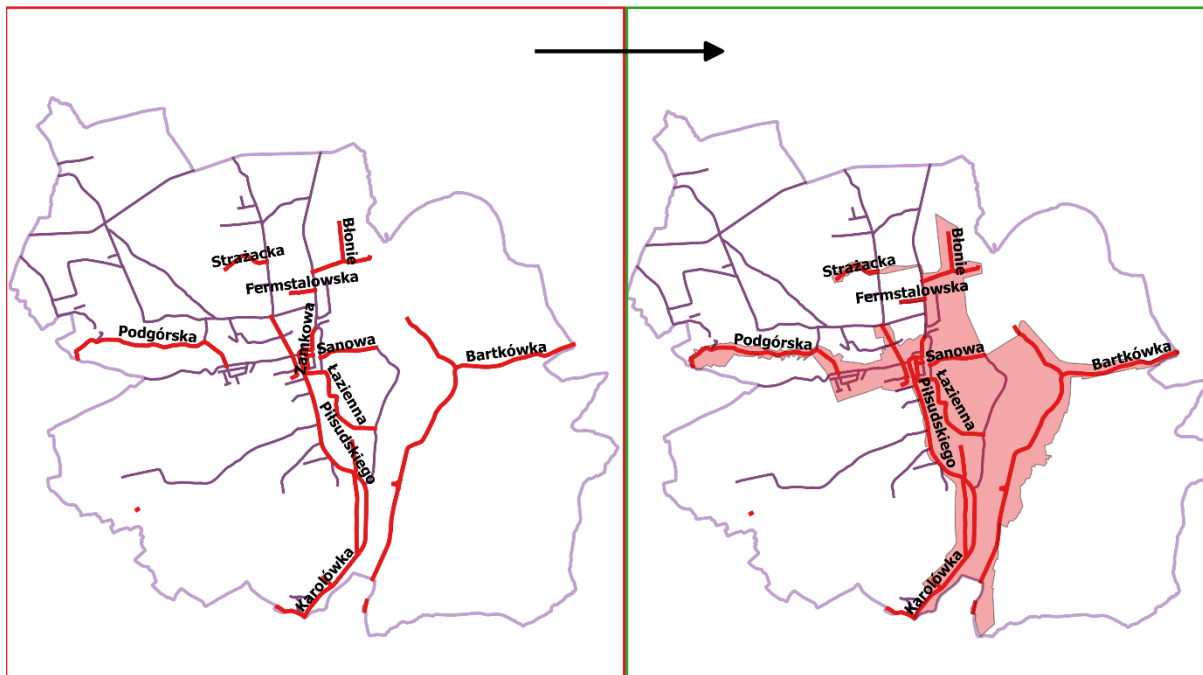 Błonie
Strażacka
Fermstalowska
Podgórska
Zamkowa
Sanowa
Bartkówka
Łazienna
Piłsudskiego
Karolówka
Błonie
Strażacka
Fermstalowska
Podgórska
Sanowa
Bartkówka
Łazienna
Piłsudskiego
Karolówka